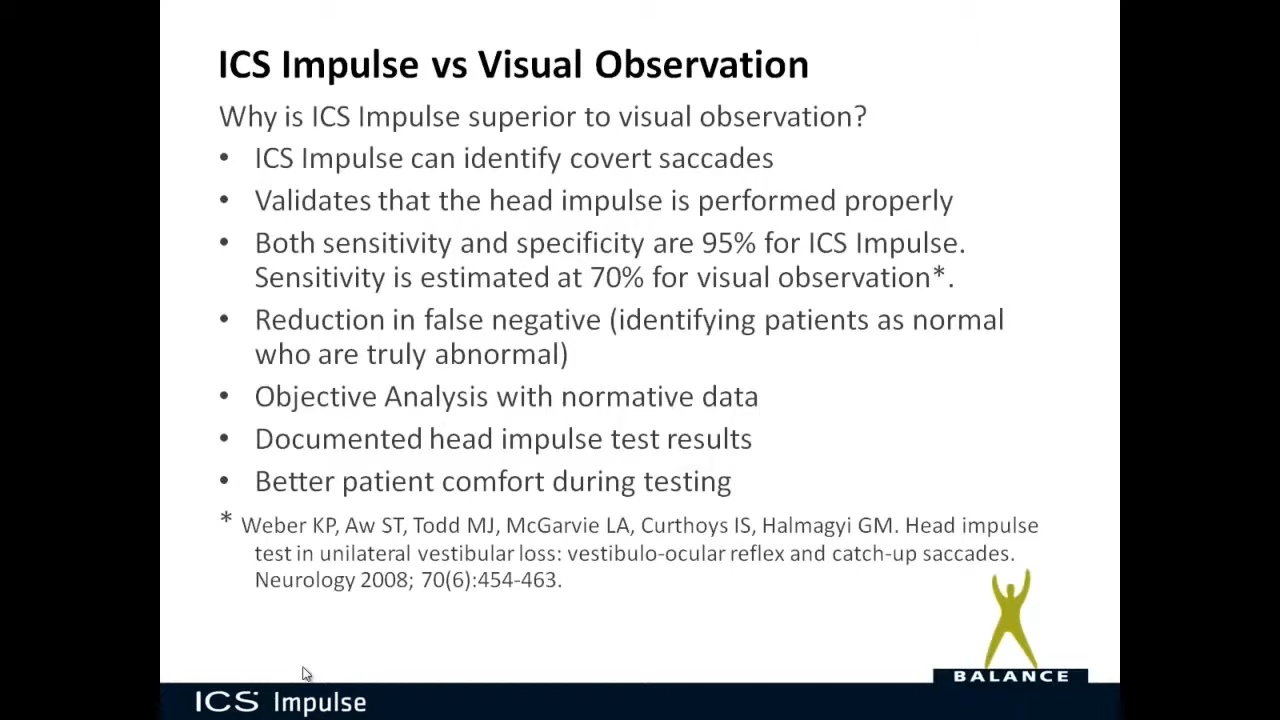 ICS Impulse vs Visual Observation
Why is ICS Impulse superior to visual observation?
• ICS Impulse can identify covert saccades
• Validates that the head impulse is performed properly
• Both sensitivity and specificity are 95% for ICS Impulse.
Sensitivity is estimated at 70% for visual observation*.
• Reduction in false negative (identifying patients as normal
who are truly abnormal)
• Objective Analysis with normative data
• Documented head impulse test results
• Better patient comfort during testing
* Weber KP, Aw ST, Todd MJ, McGarvie LA, Curthoys IS, Halmagyi GM. Head impulse
test in unilateral vestibular loss: vestibulo-ocular reflex and catch-up saccades.
Neurology 2008; 70(6):454-463.
BALANCE
ICS Impulse